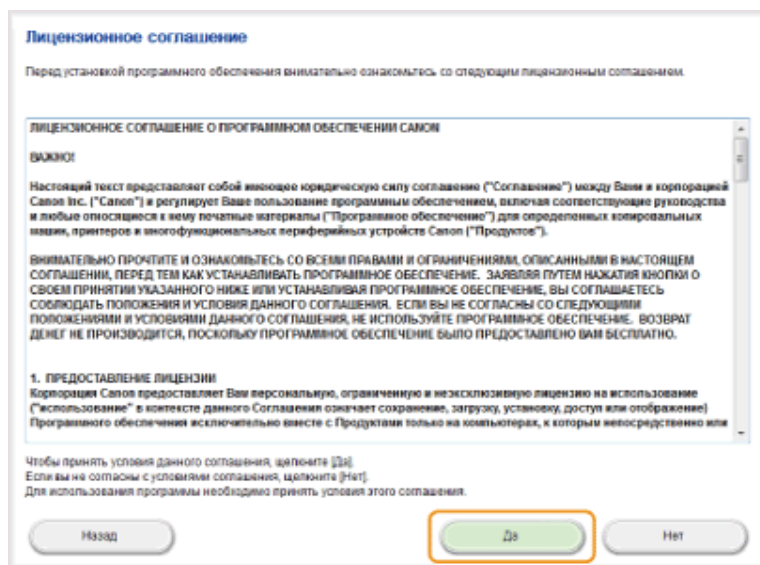 Лицензионное соглашение
Перед установкой программного обеспечения внимательно ознакомьтесь со следующим лицензионным соглашением.
ЛИЦЕНЗИОННОЕ СОГЛАШЕНИЕ О ПРОГРАММНОМ ОБЕСПЕЧЕНИИ CANON
ВАЖНО!
Настоящий текст представляет собой имеющее юридическую силу соглашение ("Соглашение") между Вами и корпорацией
Canon Inc. ("Canon") и регулирует Ваше пользование программным обеспечением, включая соответствующие руководства
и любые относящиеся к нему печатные материалы ("Программное обеспечение") для определенных копировальных
машин, принтеров и многофункциональных периферийных устройств Canon ("Продуктов").
ВНИМАТЕЛЬНО ПРОЧТИТЕ И ОЗНАКОМЬТЕСЬ СО ВСЕМИ ПРАВАМИ И ОГРАНИЧЕНИЯМИ, ОПИСАННЫМИ В НАСТОЯЩЕМ
СОГЛАШЕНИИ, ПЕРЕД ТЕМ КАК УСТАНАВЛИВАТЬ ПРОГРАММНОЕ ОБЕСПЕЧЕНИЕ. ЗАЯВЛЯЯ ПУТЕМ НАЖАТИЯ КНОПКИ О
СВОЕМ ПРИНЯТИИ УКАЗАННОГО НИЖЕ ИЛИ УСТАНАВЛИВАЯ ПРОГРАММНОЕ ОБЕСПЕЧЕНИЕ, ВЫ СОГЛАШАЕТЕСЬ
СОБЛЮДАТЬ ПОЛОЖЕНИЯ И УСЛОВИЯ ДАННОГО СОГЛАШЕНИЯ. ЕСЛИ ВЫ НЕ СОГЛАСНЫ СО СЛЕДУЮЩИМИ
ПОЛОЖЕНИЯМИ И УСЛОВИЯМИ ДАННОГО СОГЛАШЕНИЯ, НЕ ИСПОЛЬЗУЙТЕ ПРОГРАММНОЕ ОБЕСПЕЧЕНИЕ. ВОЗВРАТ
ДЕНЕГ НЕ ПРОИЗВОДИТСЯ, ПОСКОЛЬКУ ПРОГРАММНОЕ ОБЕСПЕЧЕНИЕ БЫЛО ПРЕДОСТАВЛЕНО ВАМ БЕСПЛАТНО.
1. ПРЕДОСТАВЛЕНИЕ ЛИЦЕНЗИИ
Корпорация Canon предоставляет Вам персональную, ограниченную и неэксклюзивную лицензию на использование
("использование" в контексте данного Соглашения означает сохранение, загрузку, установку, доступ или отображение)
Программного обеспечения исключительно вместе с Продуктами только на компьютерах, к которым непосредственно или
Чтобы принять условия данного соглашения, щелкните [Да].
Если вы не согласны с условиями соглашения, щелкните [Нет].
Для использования программы необходимо принять условия этого соглашения.
Назад
Да
Нет